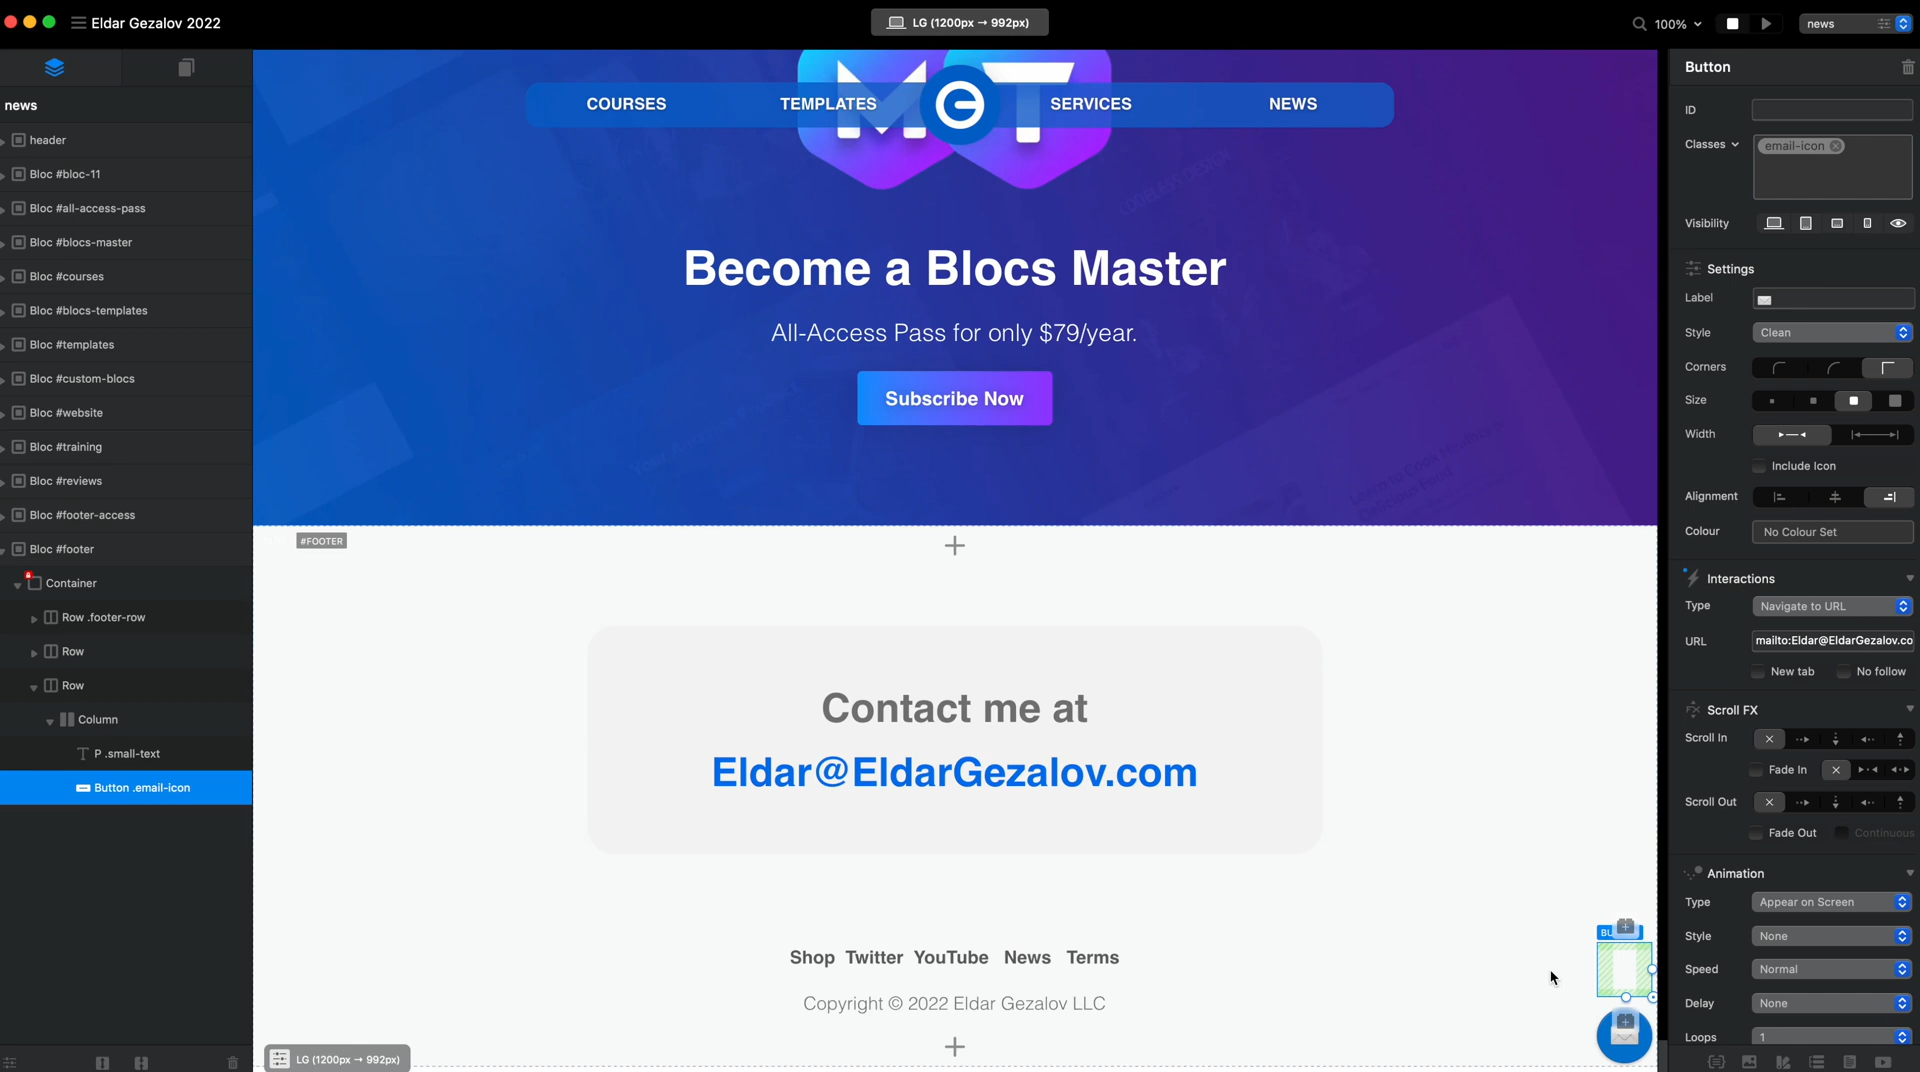 Eldar Gezalov 2022
LG (1200px → 992px)
100%
news
news
header
Bloc #bloc-11
Bloc #all-access-pass
Bloc #blocs-master
Bloc #courses
Bloc #blocs-templates
Bloc #templates
Bloc #custom-blocs
Bloc #website
Bloc #training
Bloc #reviews
Bloc #footer-access
Bloc #footer
Container
Row .footer-row
Row
Row
Column
P .small-text
Button .email-icon
COURSES TEMPLATES SERVICES NEWS
Become a Blocs Master
All-Access Pass for only $79/year.
Subscribe Now
#FOOTER
Contact me at
Eldar@EldarGezalov.com
Shop Twitter YouTube News Terms
Copyright © 2022 Eldar Gezalov LLC
LG (1200px → 992px)
Button
ID
Classes email-icon
Visibility
Settings
Label
Style Clean
Corners
Size
Width
Include Icon
Alignment
Colour No Colour Set
Interactions
Type Navigate to URL
URL mailto:Eldar@EldarGezalov.co
New tab No follow
Scroll FX
Scroll In
Fade In
Scroll Out
Fade Out Continuous
Animation
Type Appear on Screen
Style None
Speed Normal
Delay None
Loops 1